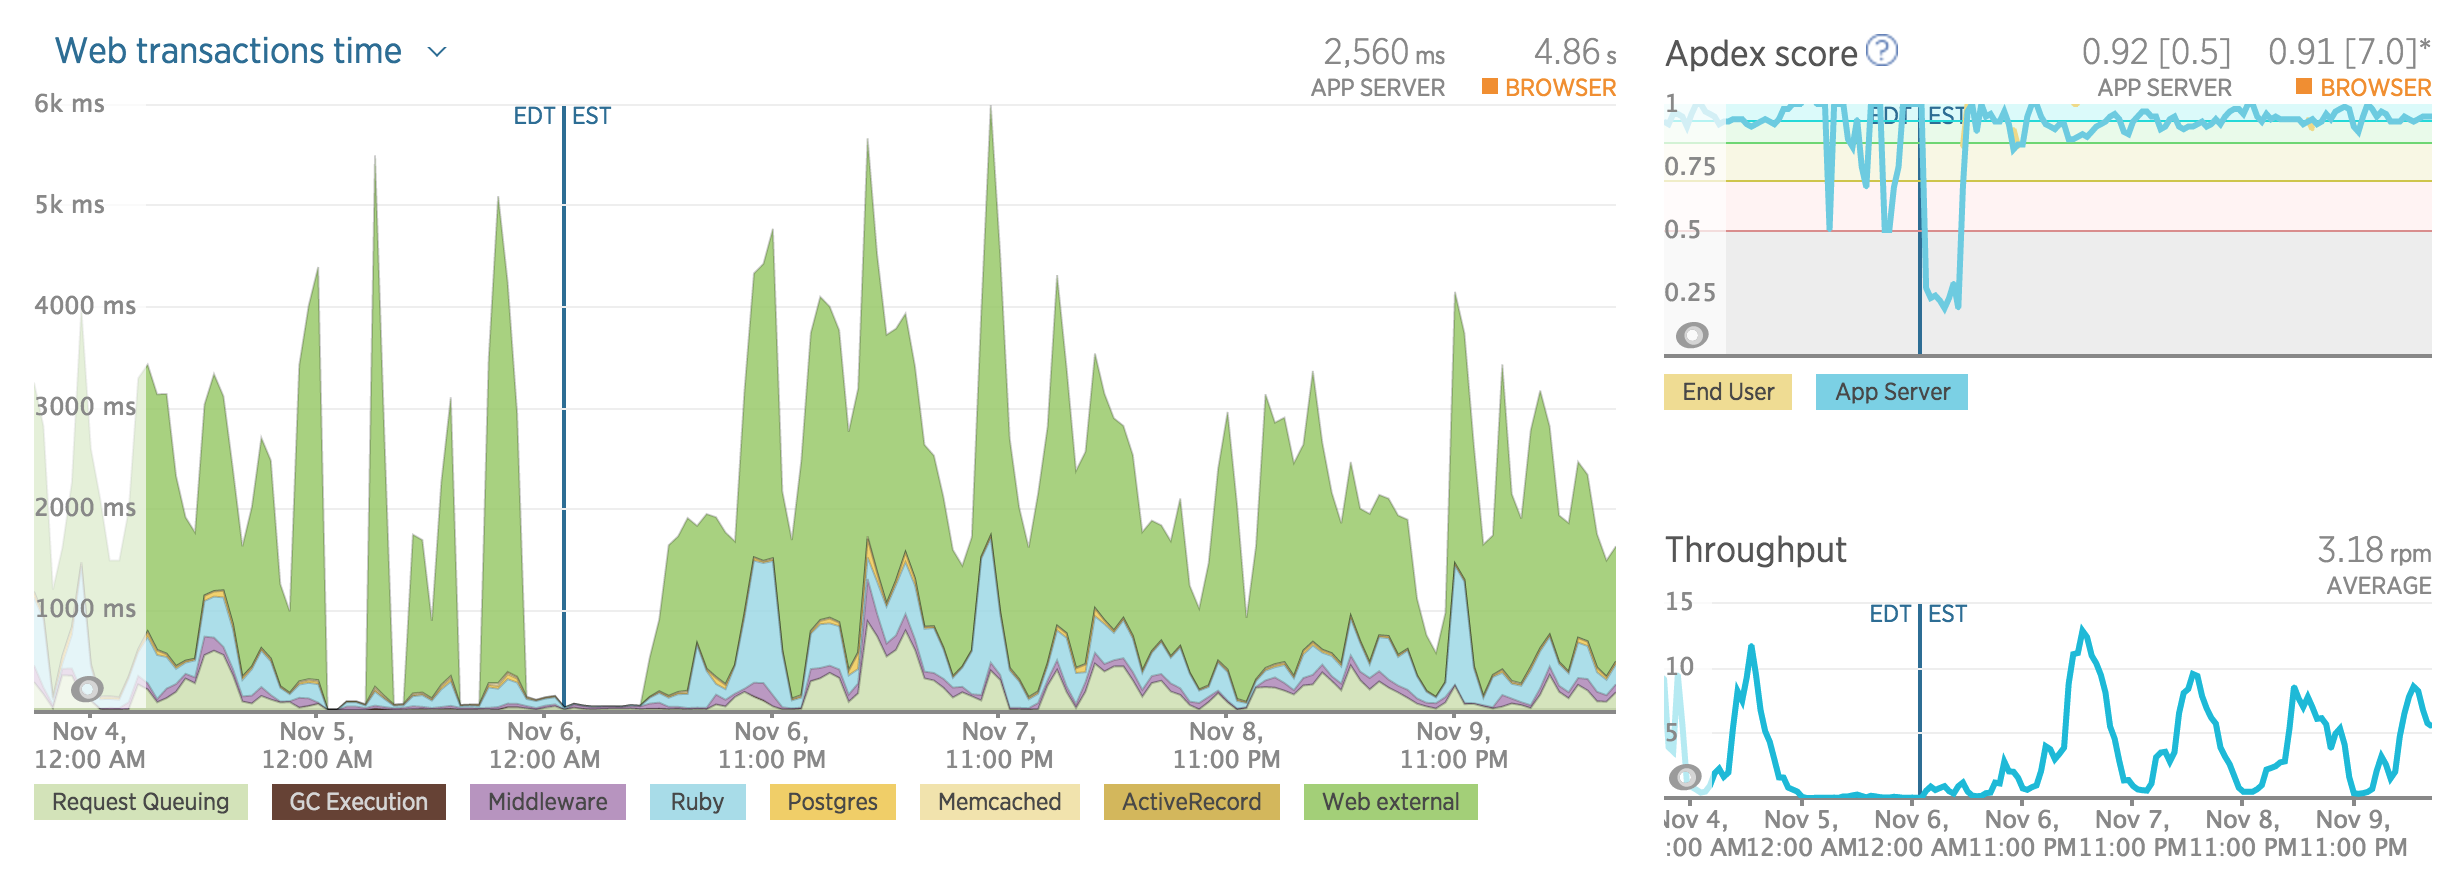 Web transactions time
2,560 ms
APP SERVER
4.86 s
BROWSER
6k ms
5k ms
4000 ms
3000 ms
2000 ms
1000 ms
EDT EST
Nov 4, 12:00 AM
Nov 5, 12:00 AM
Nov 6, 12:00 AM
Nov 6, 11:00 PM
Nov 7, 11:00 PM
Nov 8, 11:00 PM
Nov 9, 11:00 PM
Request Queuing
GC Execution
Middleware
Ruby
Postgres
Memcached
ActiveRecord
Web external
Apdex score ?
0.92 [0.5]
APP SERVER
0.91 [7.0]*
BROWSER
1
0.75
0.5
0.25
EDT EST
End User
App Server
Throughput
3.18 rpm
AVERAGE
15
10
5
EDT EST
Nov 4, :00 AM
Nov 5, 12:00 AM
Nov 6, 12:00 AM
Nov 6, 11:00 PM
Nov 7, 11:00 PM
Nov 8, 11:00 PM
Nov 9, 11:00 PM